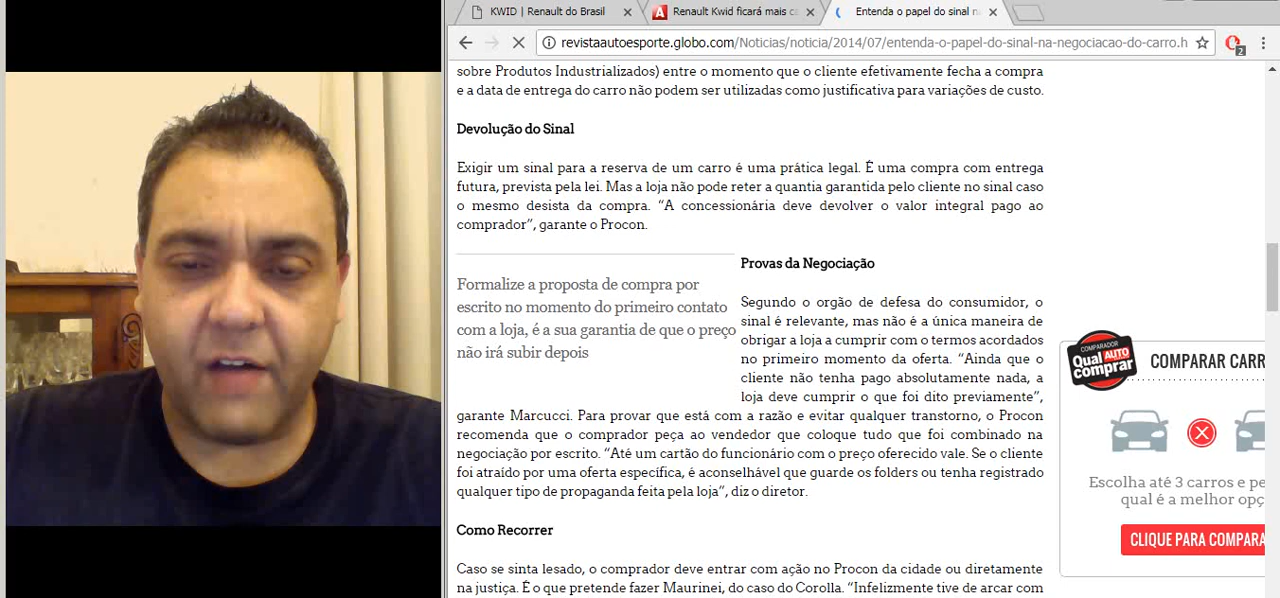 KWID | Renault do Brasil
Renault Kwid ficará mais c
Entenda o papel do sinal n
revistaautoesporte.globo.com/Noticias/noticia/2014/07/entenda-o-papel-do-sinal-na-negociacao-do-carro.h
2
sobre Produtos Industrializados) entre o momento que o cliente efetivamente fecha a compra
e a data de entrega do carro não podem ser utilizadas como justificativa para variações de custo.
Devolução do Sinal
Exigir um sinal para a reserva de um carro é uma prática legal. É uma compra com entrega
futura, prevista pela lei. Mas a loja não pode reter a quantia garantida pelo cliente no sinal caso
o mesmo desista da compra. “A concessionária deve devolver o valor integral pago ao
comprador”, garante o Procon.
Formalize a proposta de compra por
escrito no momento do primeiro contato
com a loja, é a sua garantia de que o preço
não irá subir depois
Provas da Negociação
Segundo o orgão de defesa do consumidor, o
sinal é relevante, mas não é a única maneira de
obrigar a loja a cumprir com o termos acordados
no primeiro momento da oferta. “Ainda que o
cliente não tenha pago absolutamente nada, a
loja deve cumprir o que foi dito previamente”,
garante Marcucci. Para provar que está com a razão e evitar qualquer transtorno, o Procon
recomenda que o comprador peça ao vendedor que coloque tudo que foi combinado na
negociação por escrito. “Até um cartão do funcionário com o preço oferecido vale. Se o cliente
foi atraído por uma oferta específica, é aconselhável que guarde os folders ou tenha registrado
qualquer tipo de propaganda feita pela loja”, diz o diretor.
Como Recorrer
Caso se sinta lesado, o comprador deve entrar com ação no Procon da cidade ou diretamente
na justiça. É o que pretende fazer Maurinei, do caso do Corolla. “Infelizmente tive de arcar com
COMPARADOR
Qual AUTO
comprar
COMPARAR CARR
Escolha até 3 carros e pe
qual é a melhor opç
CLIQUE PARA COMPARA